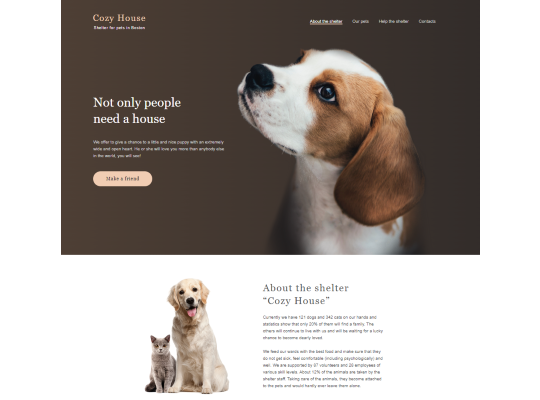 Cozy House
Shelter for pets in Boston
About the shelter
Our pets
Help the shelter
Contacts
Not only people
need a house
We offer to give a chance to a little and nice puppy with an extremely
wide and open heart. He or she will love you more than anybody else
in the world, you will see!
Make a friend
About the shelter
“Cozy House”
Currently we have 121 dogs and 342 cats on our hands and
statistics show that only 20% of them will find a family. The
others will continue to live with us and will be waiting for a lucky
chance to become dearly loved.
We feed our wards with the best food and make sure that they
do not get sick, feel comfortable (including psychologically) and
well. We are supported by 87 volunteers and 28 employees of
various skill levels. About 12% of the animals are taken by the
shelter staff. Taking care of the animals, they become attached
to the pets and would hardly ever leave them alone.